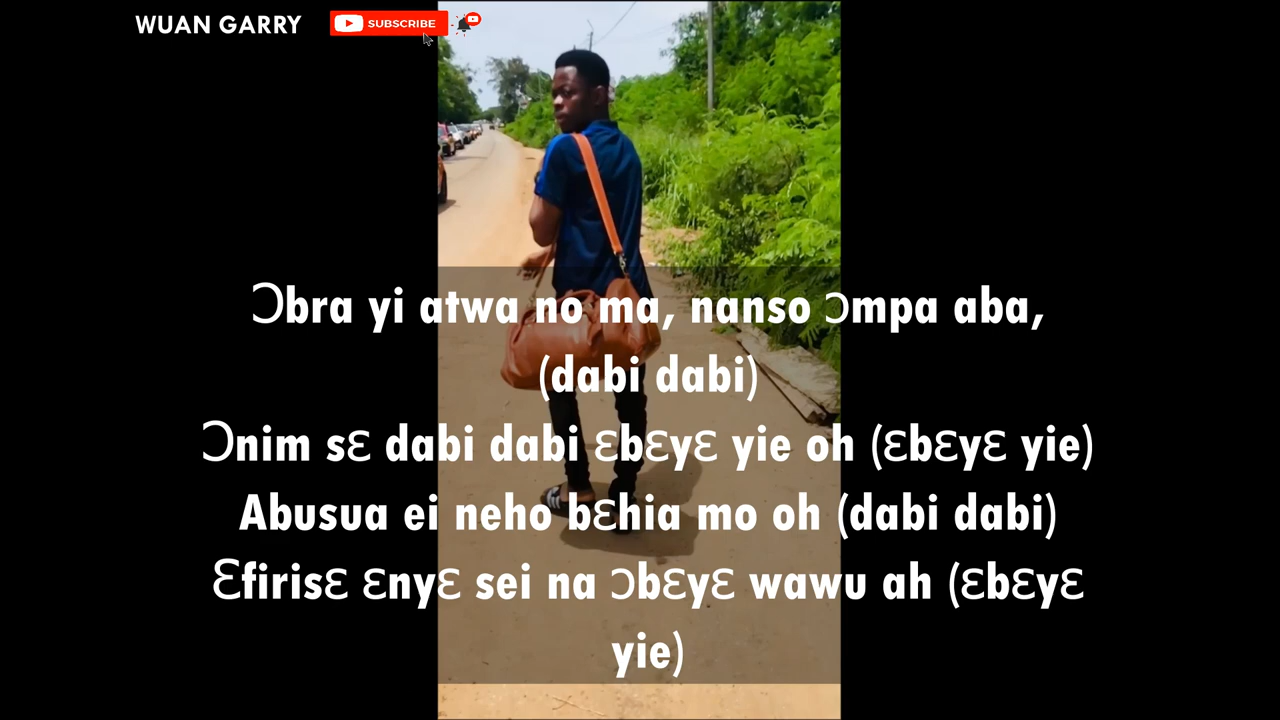 WUAN GARRY
SUBSCRIBE
Ɔbra yi atwa no ma, nanso ɔmpa aba,
(dabi dabi)
Ɔnim sɛ dabi dabi ɛbɛyɛ yie oh (ɛbɛyɛ yie)
Abusua ei neho bɛhia mo oh (dabi dabi)
Ɛfirisɛ ɛnyɛ sei na ɔbɛyɛ wawu ah (ɛbɛyɛ
yie)